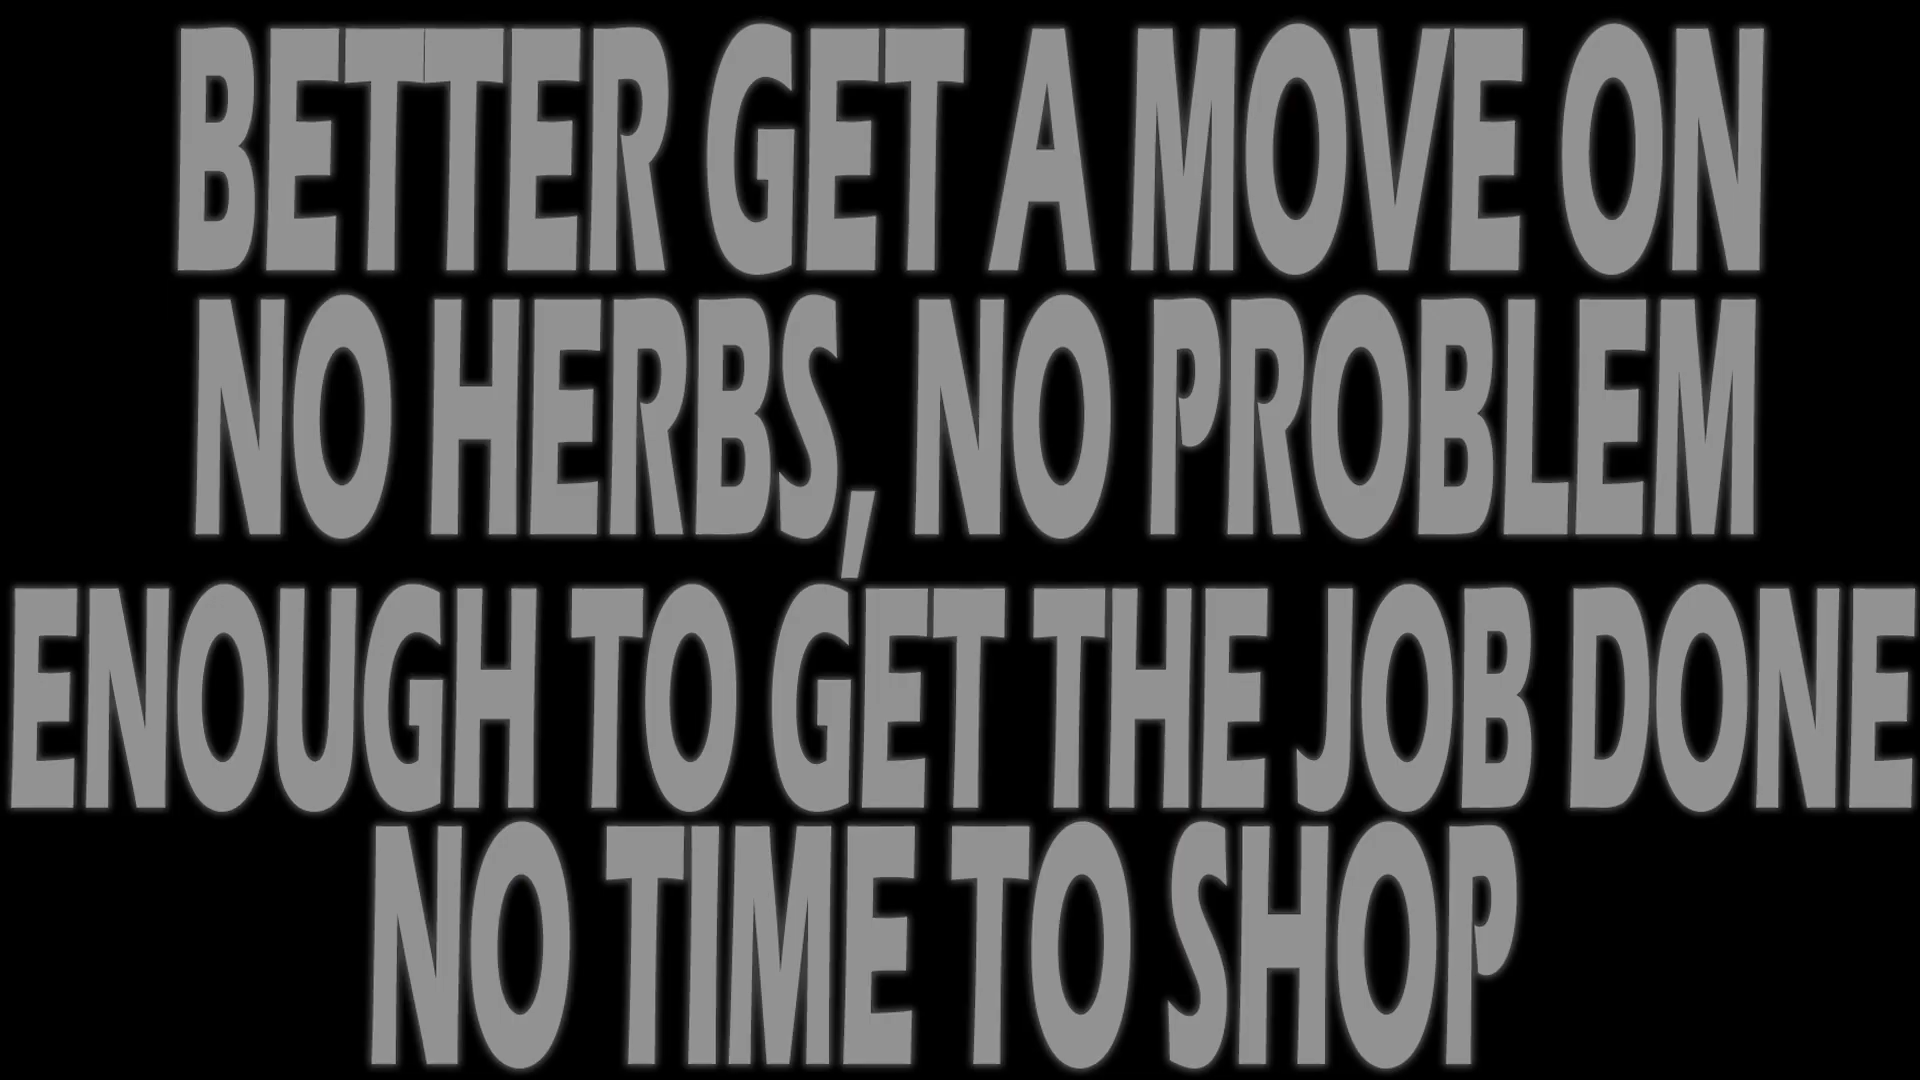 BETTER GET A MOVE ON
NO HERBS, NO PROBLEM
ENOUGH TO GET THE JOB DONE
NO TIME TO SHOP